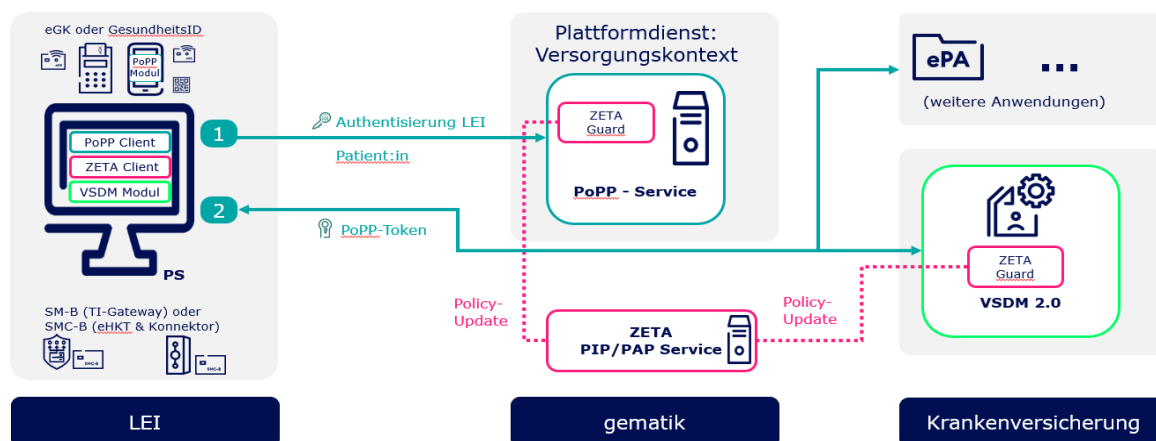 eGK oder GesundheitsID
PoPP
Modul
PoPP Client
ZETA Client
VSDM Modul
PS
SM-B (TI-Gateway) oder
SMC-B (eHKT & Konnektor)
SMC-B
SMC-B
LEI
1
Authentisierung LEI
Patient:in
2
PoPP-Token
Plattformdienst:
Versorgungskontext
ZETA
Guard
PoPP - Service
Policy-
Update
ZETA
PIP/PAP Service
Policy-
Update
gematik
ePA
...
(weitere Anwendungen)
ZETA
Guard
VSDM 2.0
Krankenversicherung